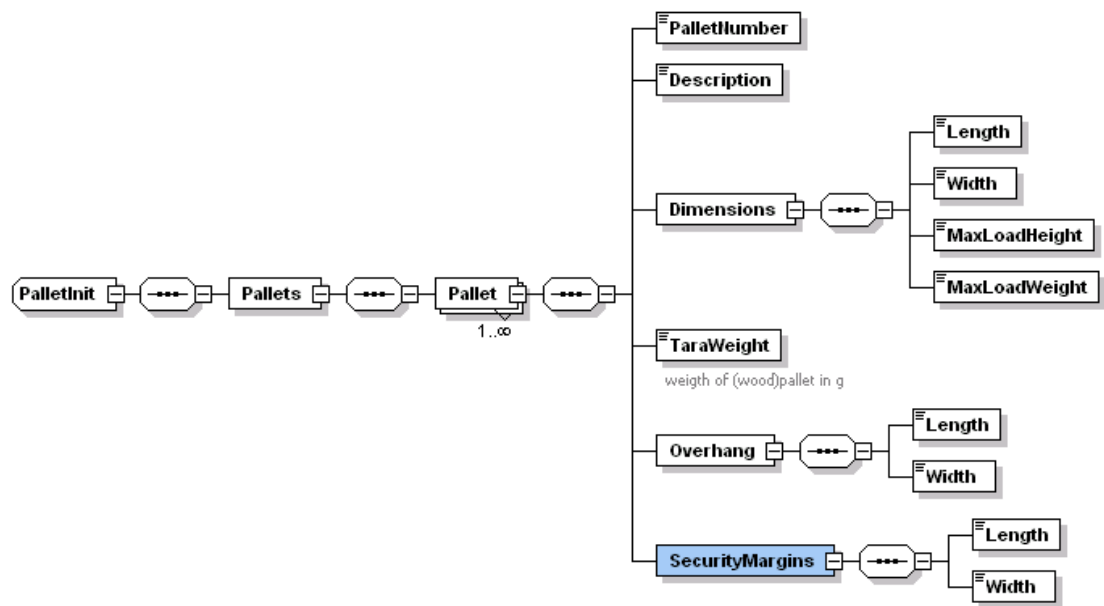 PalletNumber
Description
Length
Width
Dimensions
MaxLoadHeight
MaxLoadWeight
PalletInit
Pallets
Pallet
1..∞
TaraWeight
weigth of (wood)pallet in g
Length
Overhang
Width
Length
SecurityMargins
Width